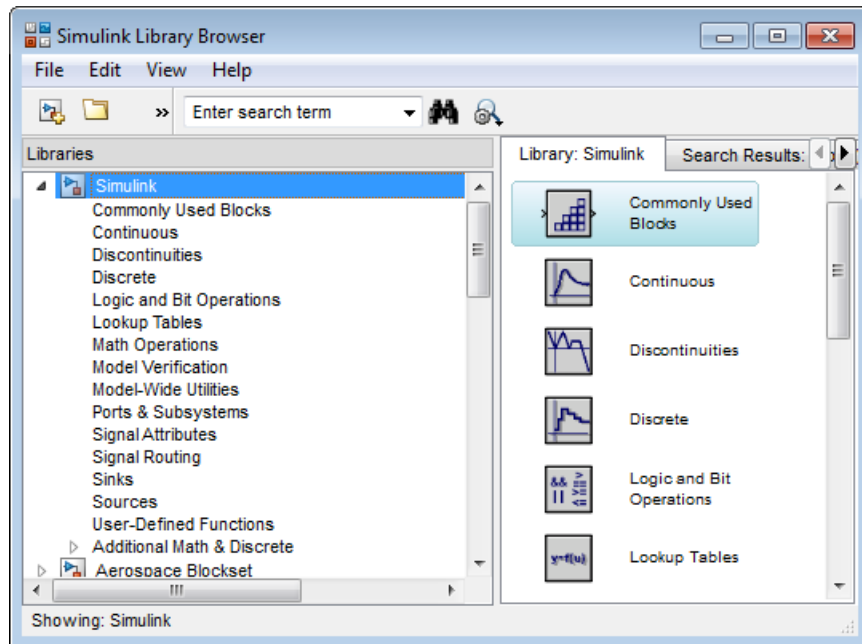 Simulink Library Browser
File Edit View Help
» Enter search term
Libraries
Simulink
Commonly Used Blocks
Continuous
Discontinuities
Discrete
Logic and Bit Operations
Lookup Tables
Math Operations
Model Verification
Model-Wide Utilities
Ports & Subsystems
Signal Attributes
Signal Routing
Sinks
Sources
User-Defined Functions
Additional Math & Discrete
Aerospace Blockset
Library: Simulink Search Results:
Commonly Used
Blocks
Continuous
Discontinuities
Discrete
&& >
|| >=
<=
Logic and Bit
Operations
y=f(u)
Lookup Tables
Showing: Simulink